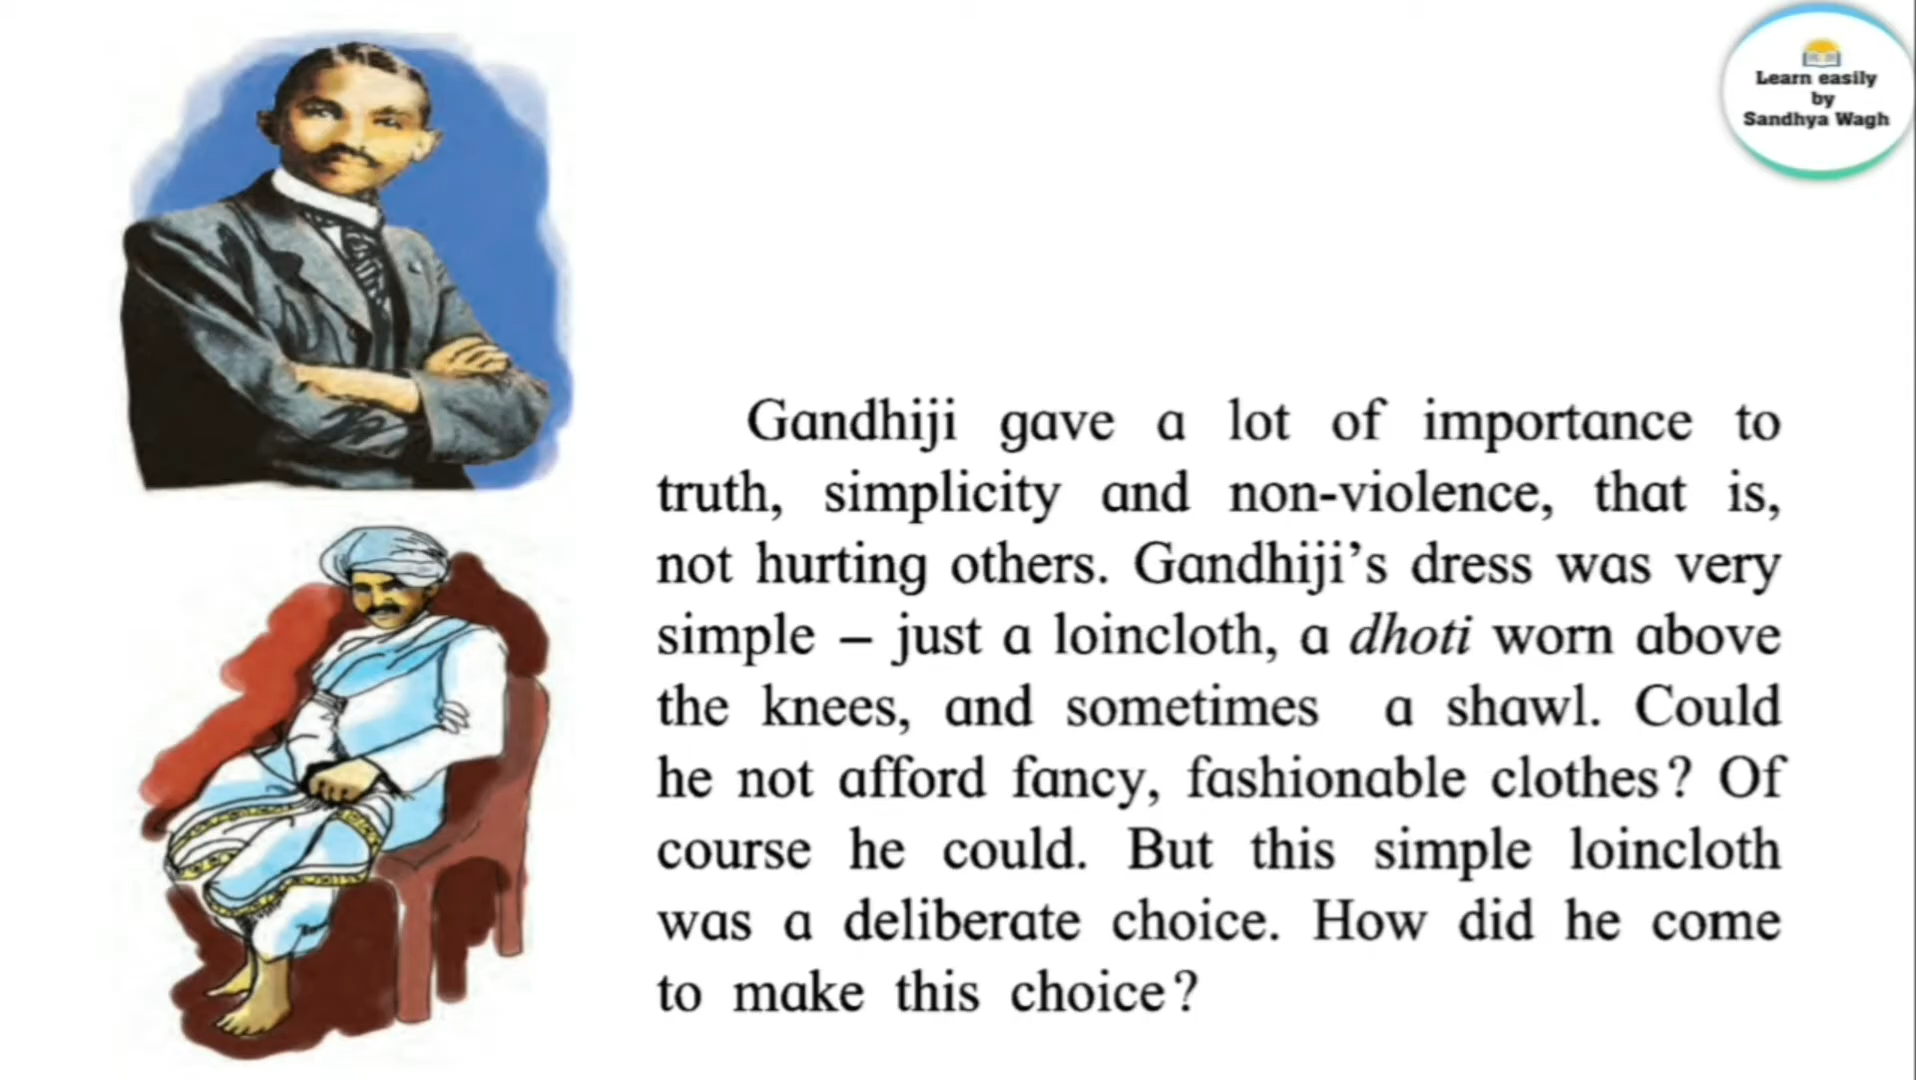 Learn easily
by
Sandhya Wagh
Gandhiji gave a lot of importance to
truth, simplicity and non-violence, that is,
not hurting others. Gandhiji’s dress was very
simple – just a loincloth, a dhoti worn above
the knees, and sometimes a shawl. Could
he not afford fancy, fashionable clothes? Of
course he could. But this simple loincloth
was a deliberate choice. How did he come
to make this choice?